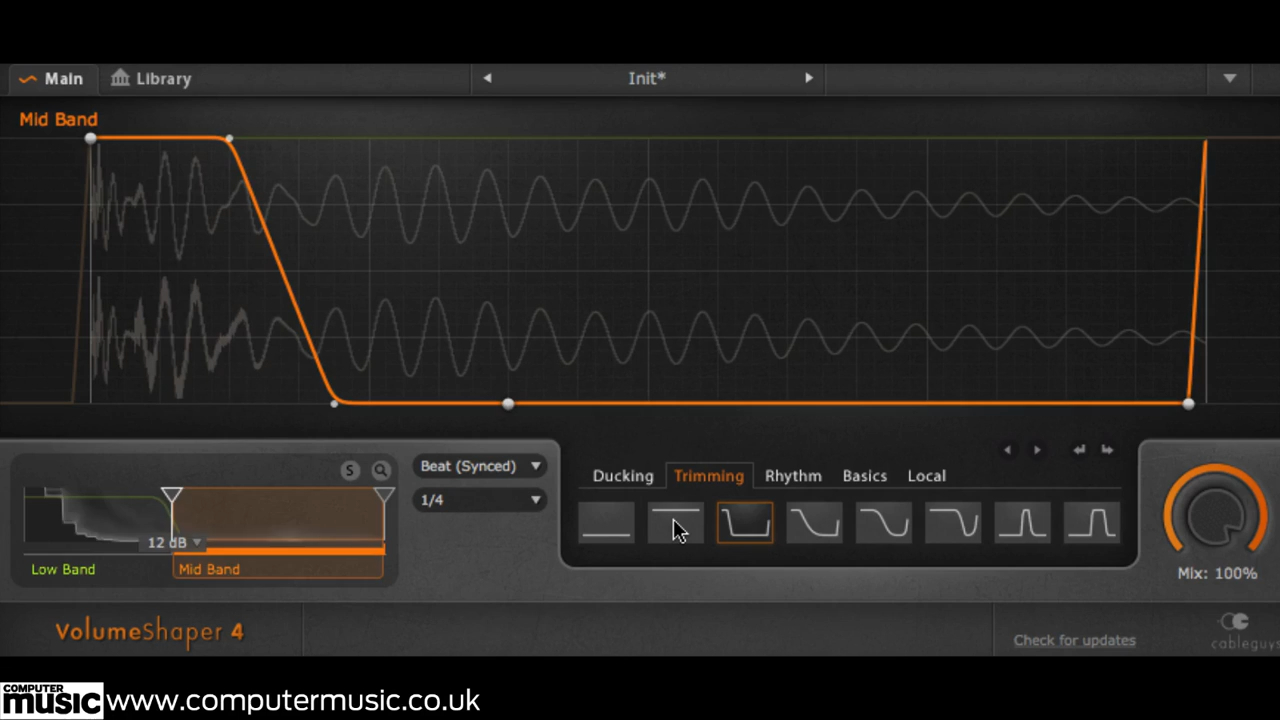 Main
Library
Init*
Mid Band
S
Beat (Synced)
1/4
Ducking
Trimming
Rhythm
Basics
Local
12 dB
Low Band
Mid Band
Mix: 100%
VolumeShaper 4
Check for updates
cableguys
COMPUTER
music
www.computermusic.co.uk